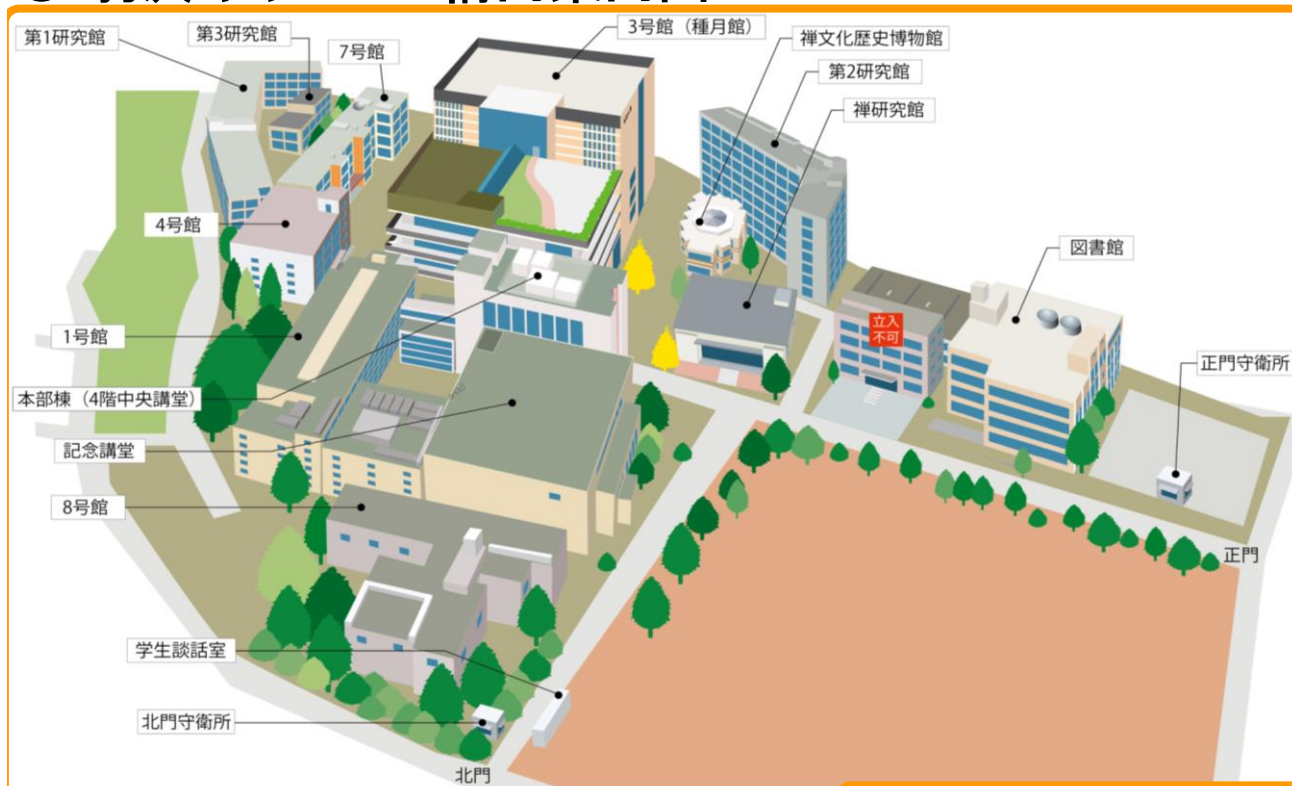 第1研究館
第3研究館
7号館
3号館（種月館）
禅文化歴史博物館
第2研究館
禅研究館
4号館
図書館
立入
不可
1号館
正門守衛所
本部棟（4階中央講堂）
記念講堂
8号館
正門
学生談話室
北門守衛所
北門